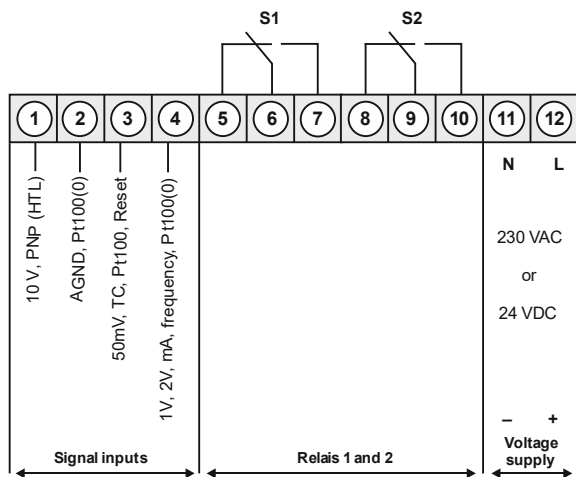 S1
S2
1 2 3 4 5 6 7 8 9 10 11 12
10 V, PNP (HTL)
AGND, Pt100(0)
50mV, TC, Pt100, Reset
1V, 2V, mA, frequency, Pt100(0)
N L
230 VAC
or
24 VDC
– +
Signal inputs
Relais 1 and 2
Voltage
supply